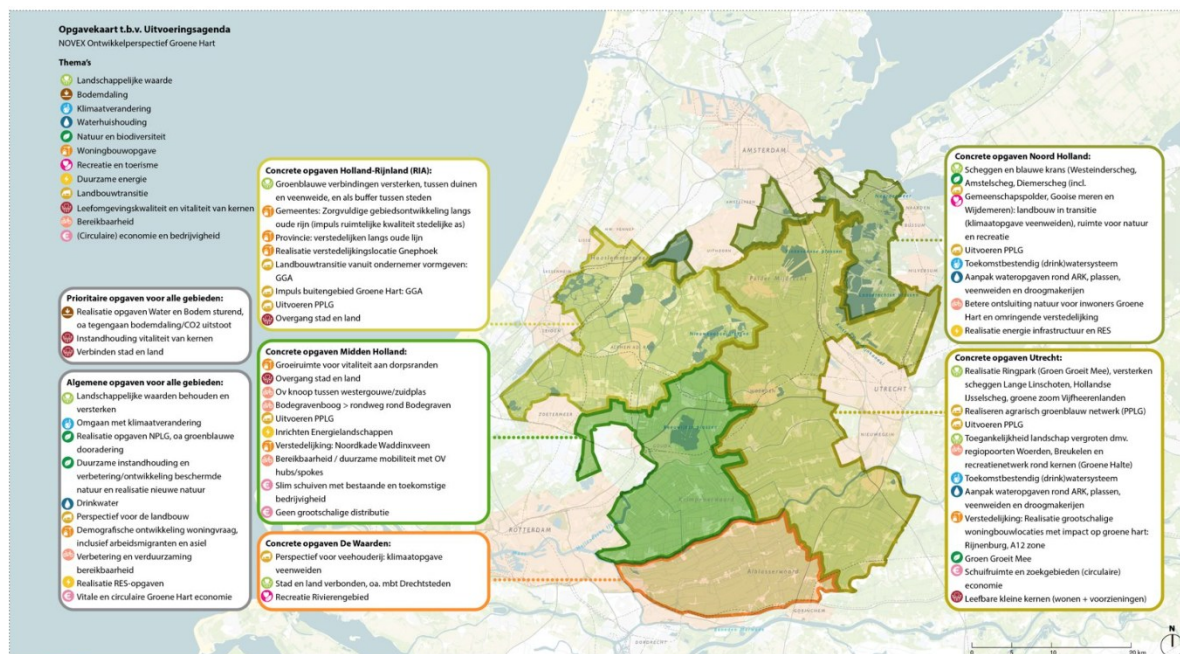 Opgavekaart t.b.v. Uitvoeringsagenda
NOVEX Ontwikkelperspectief Groene Hart
Thema's
Landschappelijke waarde
Bodemdaling
Klimaatverandering
Waterhuishouding
Natuur en biodiversiteit
Woningbouwopgave
Recreatie en toerisme
Duurzame energie
Landbouwtransitie
Leefomgevingskwaliteit en vitaliteit van kernen
Bereikbaarheid
(Circulaire) economie en bedrijvigheid
Prioritaire opgaven voor alle gebieden:
Realisatie opgaven Water en Bodem sturend,
oa tegengaan bodemdaling/CO2 uitstoot
Instandhouding vitaliteit van kernen
Verbinden stad en land
Algemene opgaven voor alle gebieden:
Landschappelijke waarden behouden en
versterken
Omgaan met klimaatverandering
Realisatie opgaven NPLG, oa groenblauwe
dooradering
Duurzame instandhouding en
verbetering/ontwikkeling beschermde
natuur en realisatie nieuwe natuur
Drinkwater
Perspectief voor de landbouw
Demografische ontwikkeling woningvraag,
inclusief arbeidsmigranten en asiel
Verbetering en verduurzaming
bereikbaarheid
Realisatie RES-opgaven
Vitale en circulaire Groene Hart economie
Concrete opgaven Holland-Rijnland (RIA):
Groenblauwe verbindingen versterken, tussen duinen
en veenweide, en als buffer tussen steden
Gemeentes: Zorgvuldige gebiedsontwikkeling langs
oude rijn (impuls ruimtelijke kwaliteit stedelijke as)
Provincie: verstedelijken langs oude lijn
Realisatie verstedelijkingslocatie Gnephoek
Landbouwtransitie vanuit ondernemer vormgeven:
GGA
Impuls buitengebied Groene Hart: GGA
Uitvoeren PPLG
Overgang stad en land
Concrete opgaven Midden Holland:
Groeiruimte voor vitaliteit aan dorpsranden
Overgang stad en land
Ov knoop tussen westergouwe/zuidplas
Bodegravenboog > rondweg rond Bodegraven
Uitvoeren PPLG
Inrichten Energielandschappen
Verstedelijking: Noordkade Waddinxveen
Bereikbaarheid / duurzame mobiliteit met OV
hubs/spokes
Slim schuiven met bestaande en toekomstige
bedrijvigheid
Geen grootschalige distributie
Concrete opgaven De Waarden:
Perspectief voor veehouderij: klimaatopgave
veenweiden
Stad en land verbonden, oa. mbt Drechtsteden
Recreatie Rivierengebied
Concrete opgaven Noord Holland:
Scheggen en blauwe krans (Westeinderscheg,
Amstelscheg, Diemerscheg (incl.
Gemeenschapspolder, Gooise meren en
Wijdemeren): landbouw in transitie
(klimaatopgave veenweiden), ruimte voor natuur
en recreatie
Uitvoeren PPLG
Toekomstbestendig (drink)watersysteem
Aanpak wateropgaven rond ARK, plassen,
veenweiden en droogmakerijen
Betere ontsluiting natuur voor inwoners Groene
Hart en omringende verstedelijking
Realisatie energie infrastructuur en RES
Concrete opgaven Utrecht:
Realisatie Ringpark (Groen Groeit Mee), versterken
scheggen Lange Linschoten, Hollandse
IJsselscheg, groene zoom Vijfheerenlanden
Realiseren agrarisch groenblauw netwerk (PPLG)
Uitvoeren PPLG
Toegankelijkheid landschap vergroten dmv.
regiopoorten Woerden, Breukelen en
recreatienetwerk rond kernen (Groene Halte)
Toekomstbestendig (drink)watersysteem
Aanpak wateropgaven rond ARK, plassen,
veenweiden en droogmakerijen
Verstedelijking: Realisatie grootschalige
woningbouwlocaties met impact op groene hart:
Rijnenburg, A12 zone
Groen Groeit Mee
Schuifruimte en zoekgebieden (circulaire)
economie
Leefbare kleine kernen (wonen + voorzieningen)
AMSTERDAM
UTRECHT
NIEUWEGEIN
ZOETERMEER
ROTTERDAM
Alblasserwaard
GORINCHEM
DORDRECHT
HILVERSUM
N
0 5 10 20 km